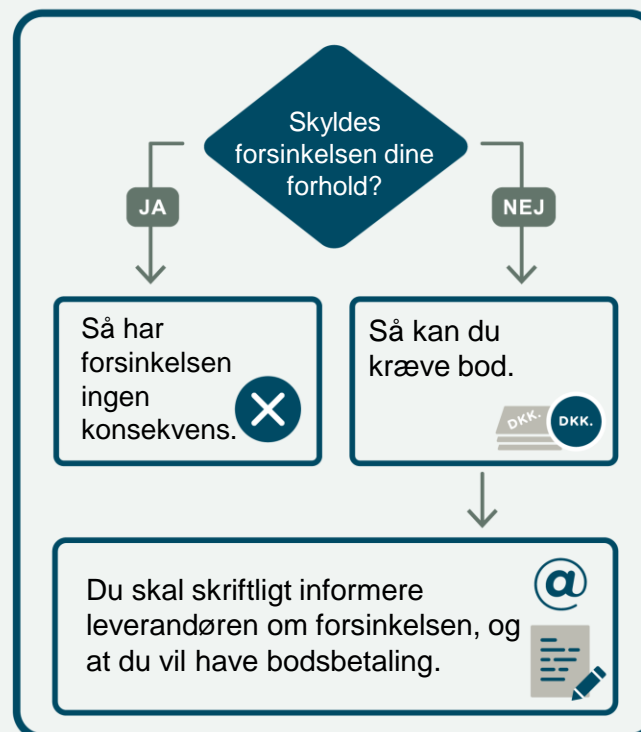 Skyldes
forsinkelsen dine
forhold?
JA
NEJ
Så har
forsinkelsen
ingen
konsekvens.
Så kan du
kræve bod.
DKK.
DKK.
Du skal skriftligt informere
leverandøren om forsinkelsen, og
at du vil have bodsbetaling.